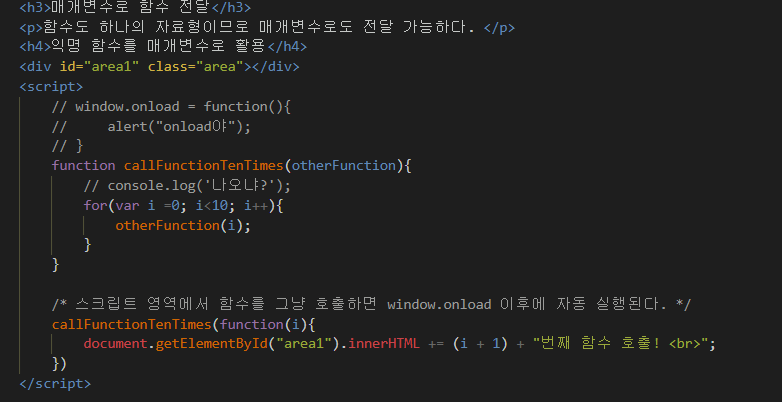 <h3>매개변수로 함수 전달</h3>
<p>함수도 하나의 자료형이므로 매개변수로도 전달 가능하다. </p>
<h4>익명 함수를 매개변수로 활용</h4>
<div id="area1" class="area"></div>
<script>
// window.onload = function(){
//     alert("onload야");
// }
function callFunctionTenTimes(otherFunction){
// console.log('나오냐?');
for(var i =0; i<10; i++){
otherFunction(i);
}
}
/* 스크립트 영역에서 함수를 그냥 호출하면 window.onload 이후에 자동 실행된다. */
callFunctionTenTimes(function(i){
document.getElementById("area1").innerHTML += (i + 1) + "번째 함수 호출! <br>";
})
</script>